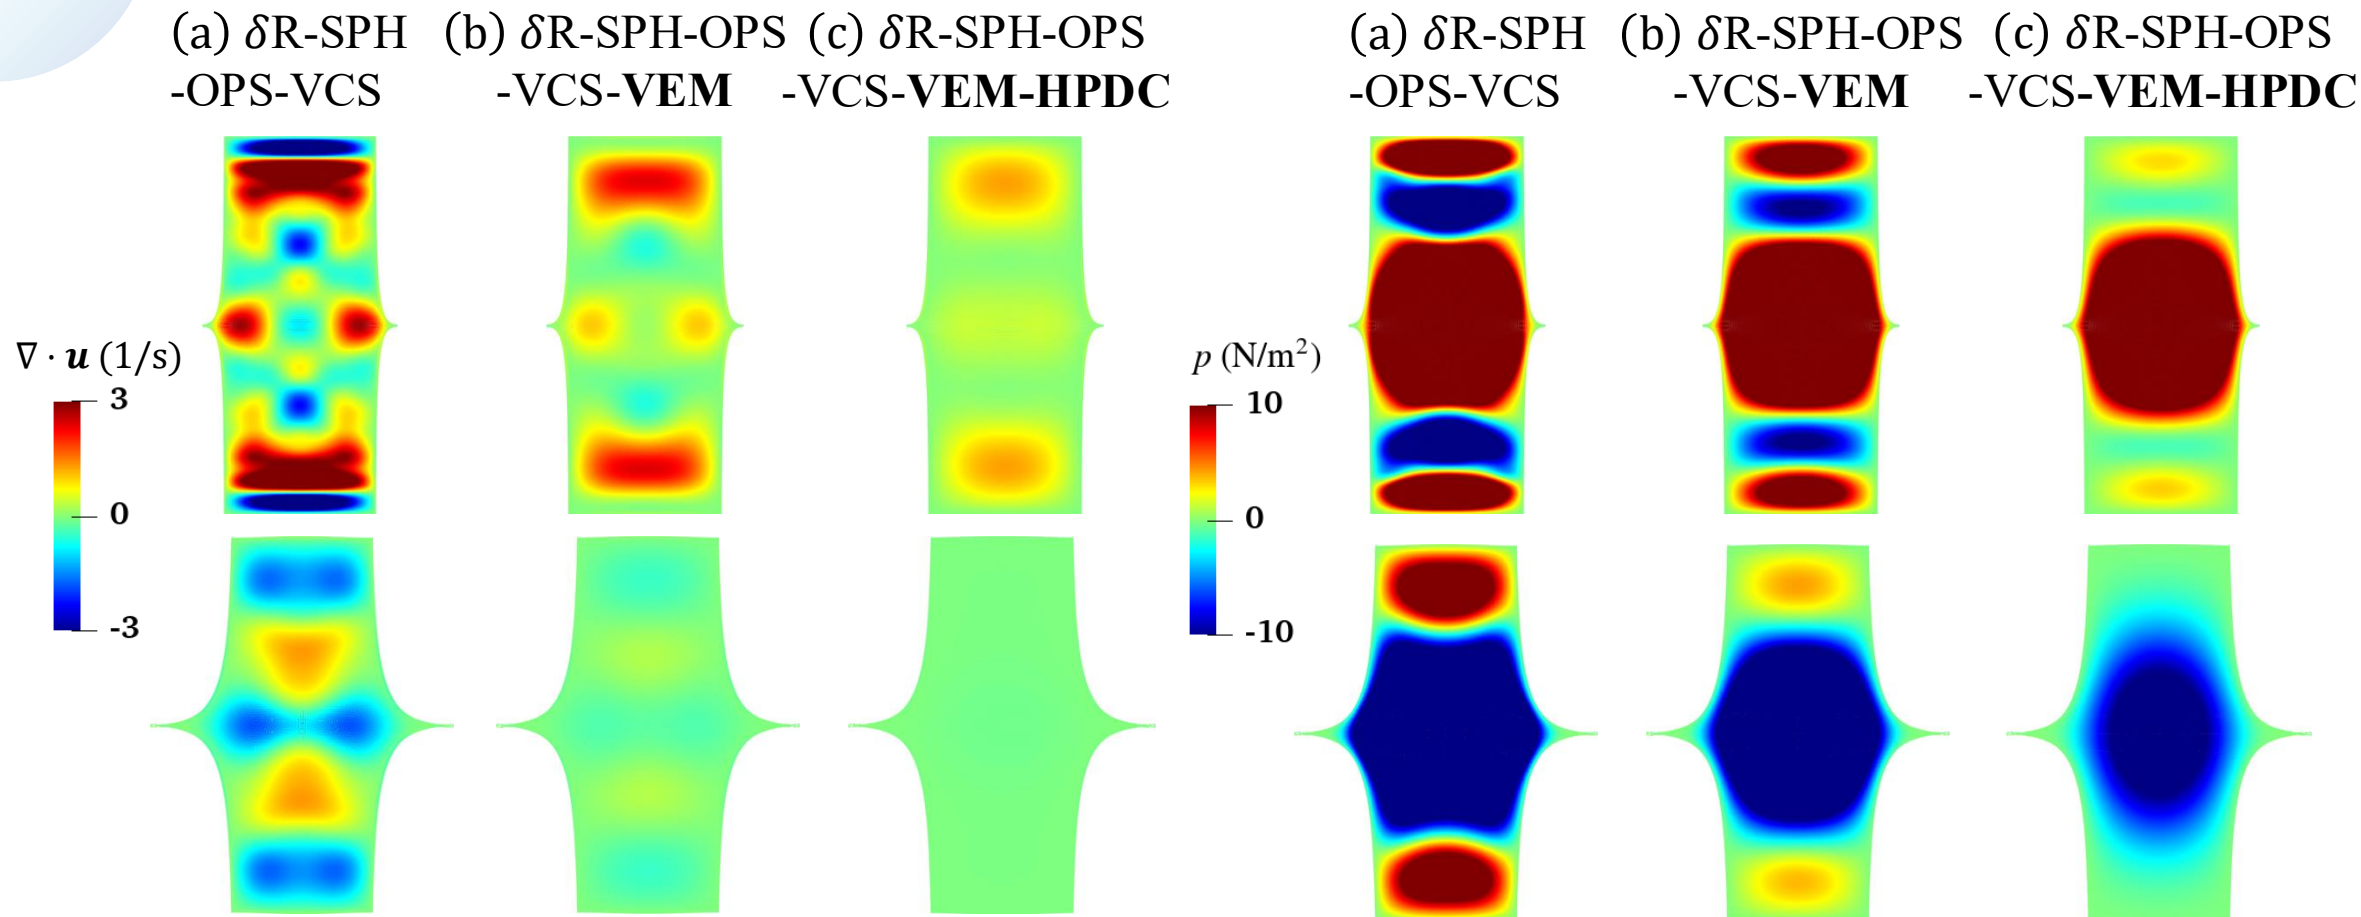 (a) δR-SPH
-OPS-VCS
(b) δR-SPH-OPS
-VCS-VEM
(c) δR-SPH-OPS
-VCS-VEM-HPDC
∇ · u (1/s)
3
0
-3
(a) δR-SPH
-OPS-VCS
(b) δR-SPH-OPS
-VCS-VEM
(c) δR-SPH-OPS
-VCS-VEM-HPDC
p (N/m²)
10
0
-10